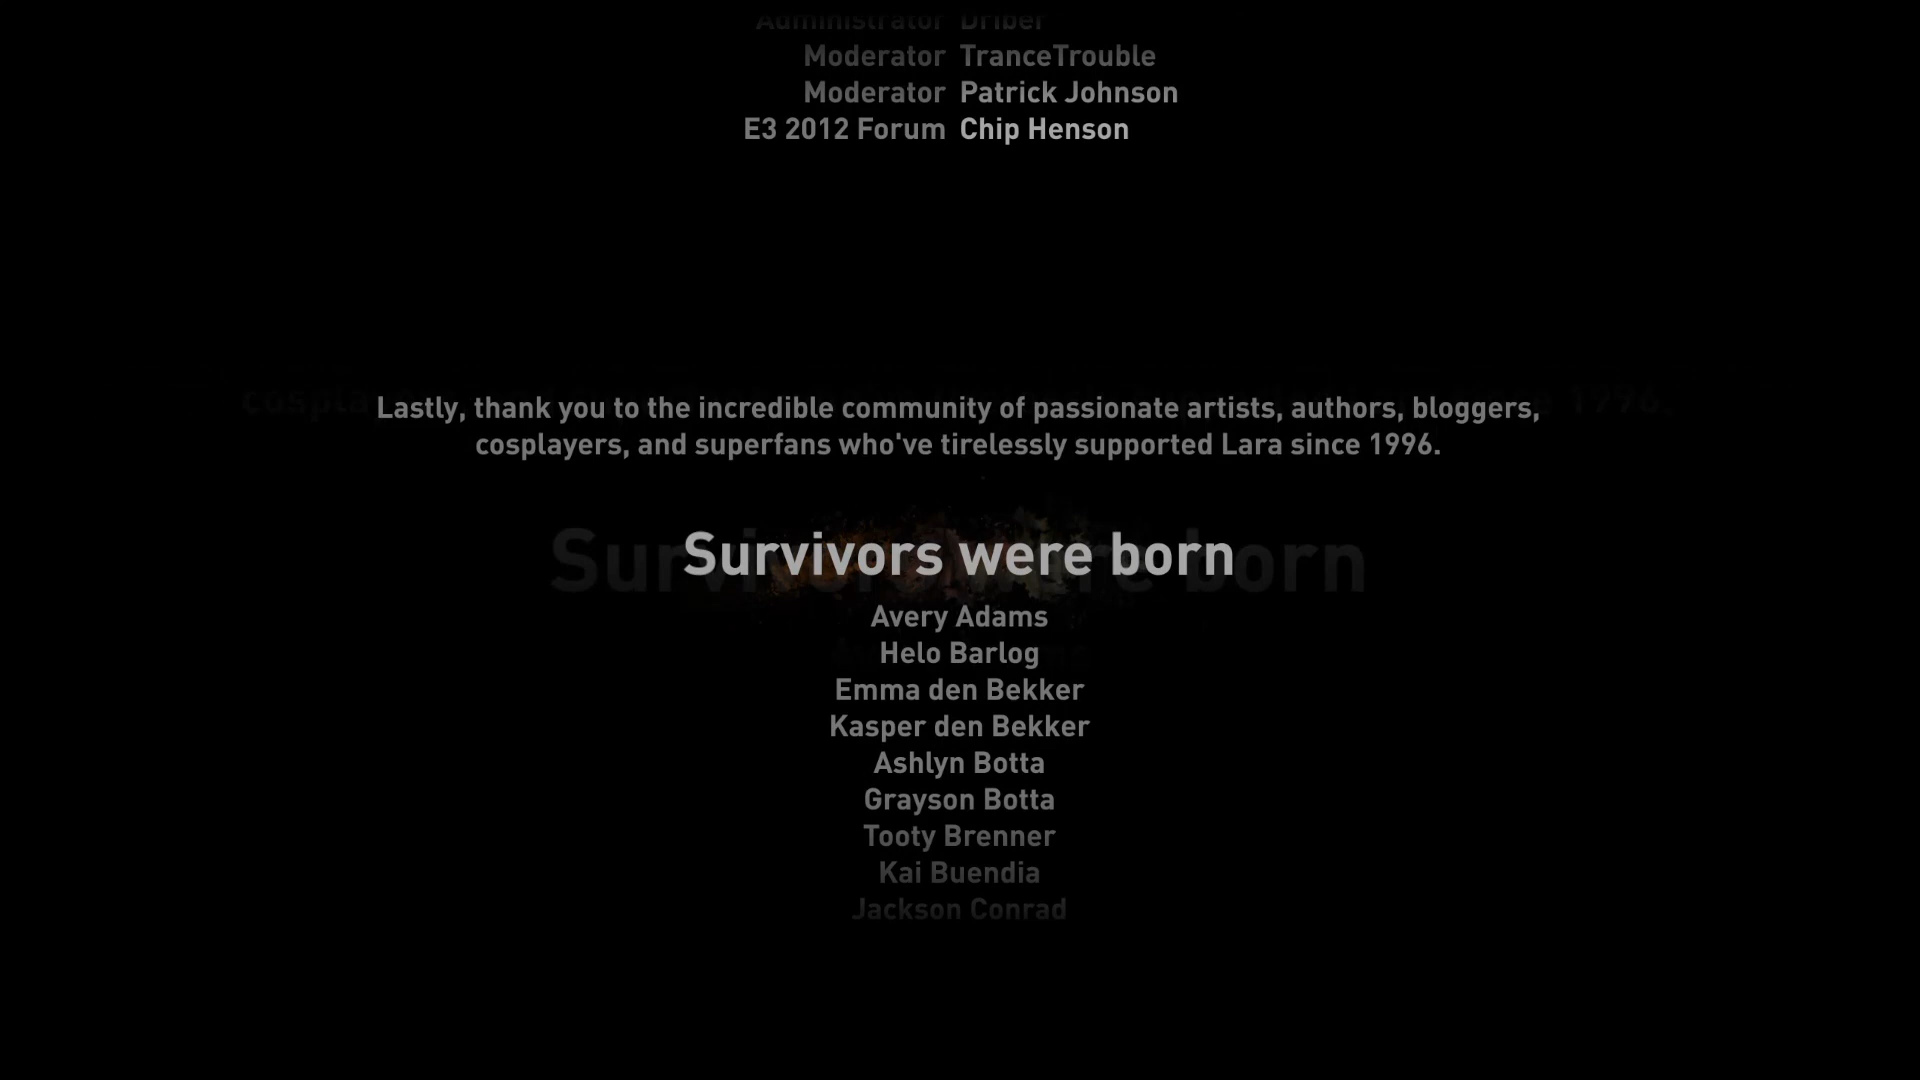 Administrator Driber
Moderator TranceTrouble
Moderator Patrick Johnson
E3 2012 Forum Chip Henson
Lastly, thank you to the incredible community of passionate artists, authors, bloggers,
cosplayers, and superfans who've tirelessly supported Lara since 1996.
Survivors were born
Avery Adams
Helo Barlog
Emma den Bekker
Kasper den Bekker
Ashlyn Botta
Grayson Botta
Tooty Brenner
Kai Buendia
Jackson Conrad